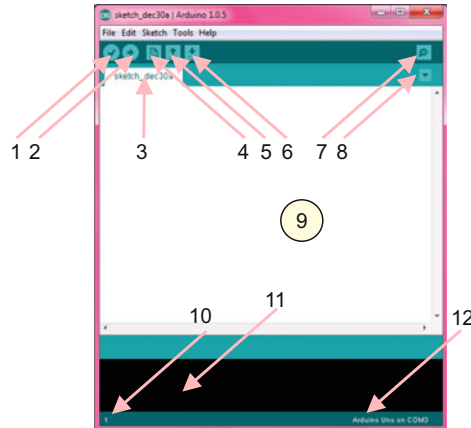 sketch_dec30a | Arduino 1.0.5
File Edit Sketch Tools Help
sketch_dec30a
1 2 3 4 5 6 7 8
9
10 11 12
1 Arduino Uno on COM3